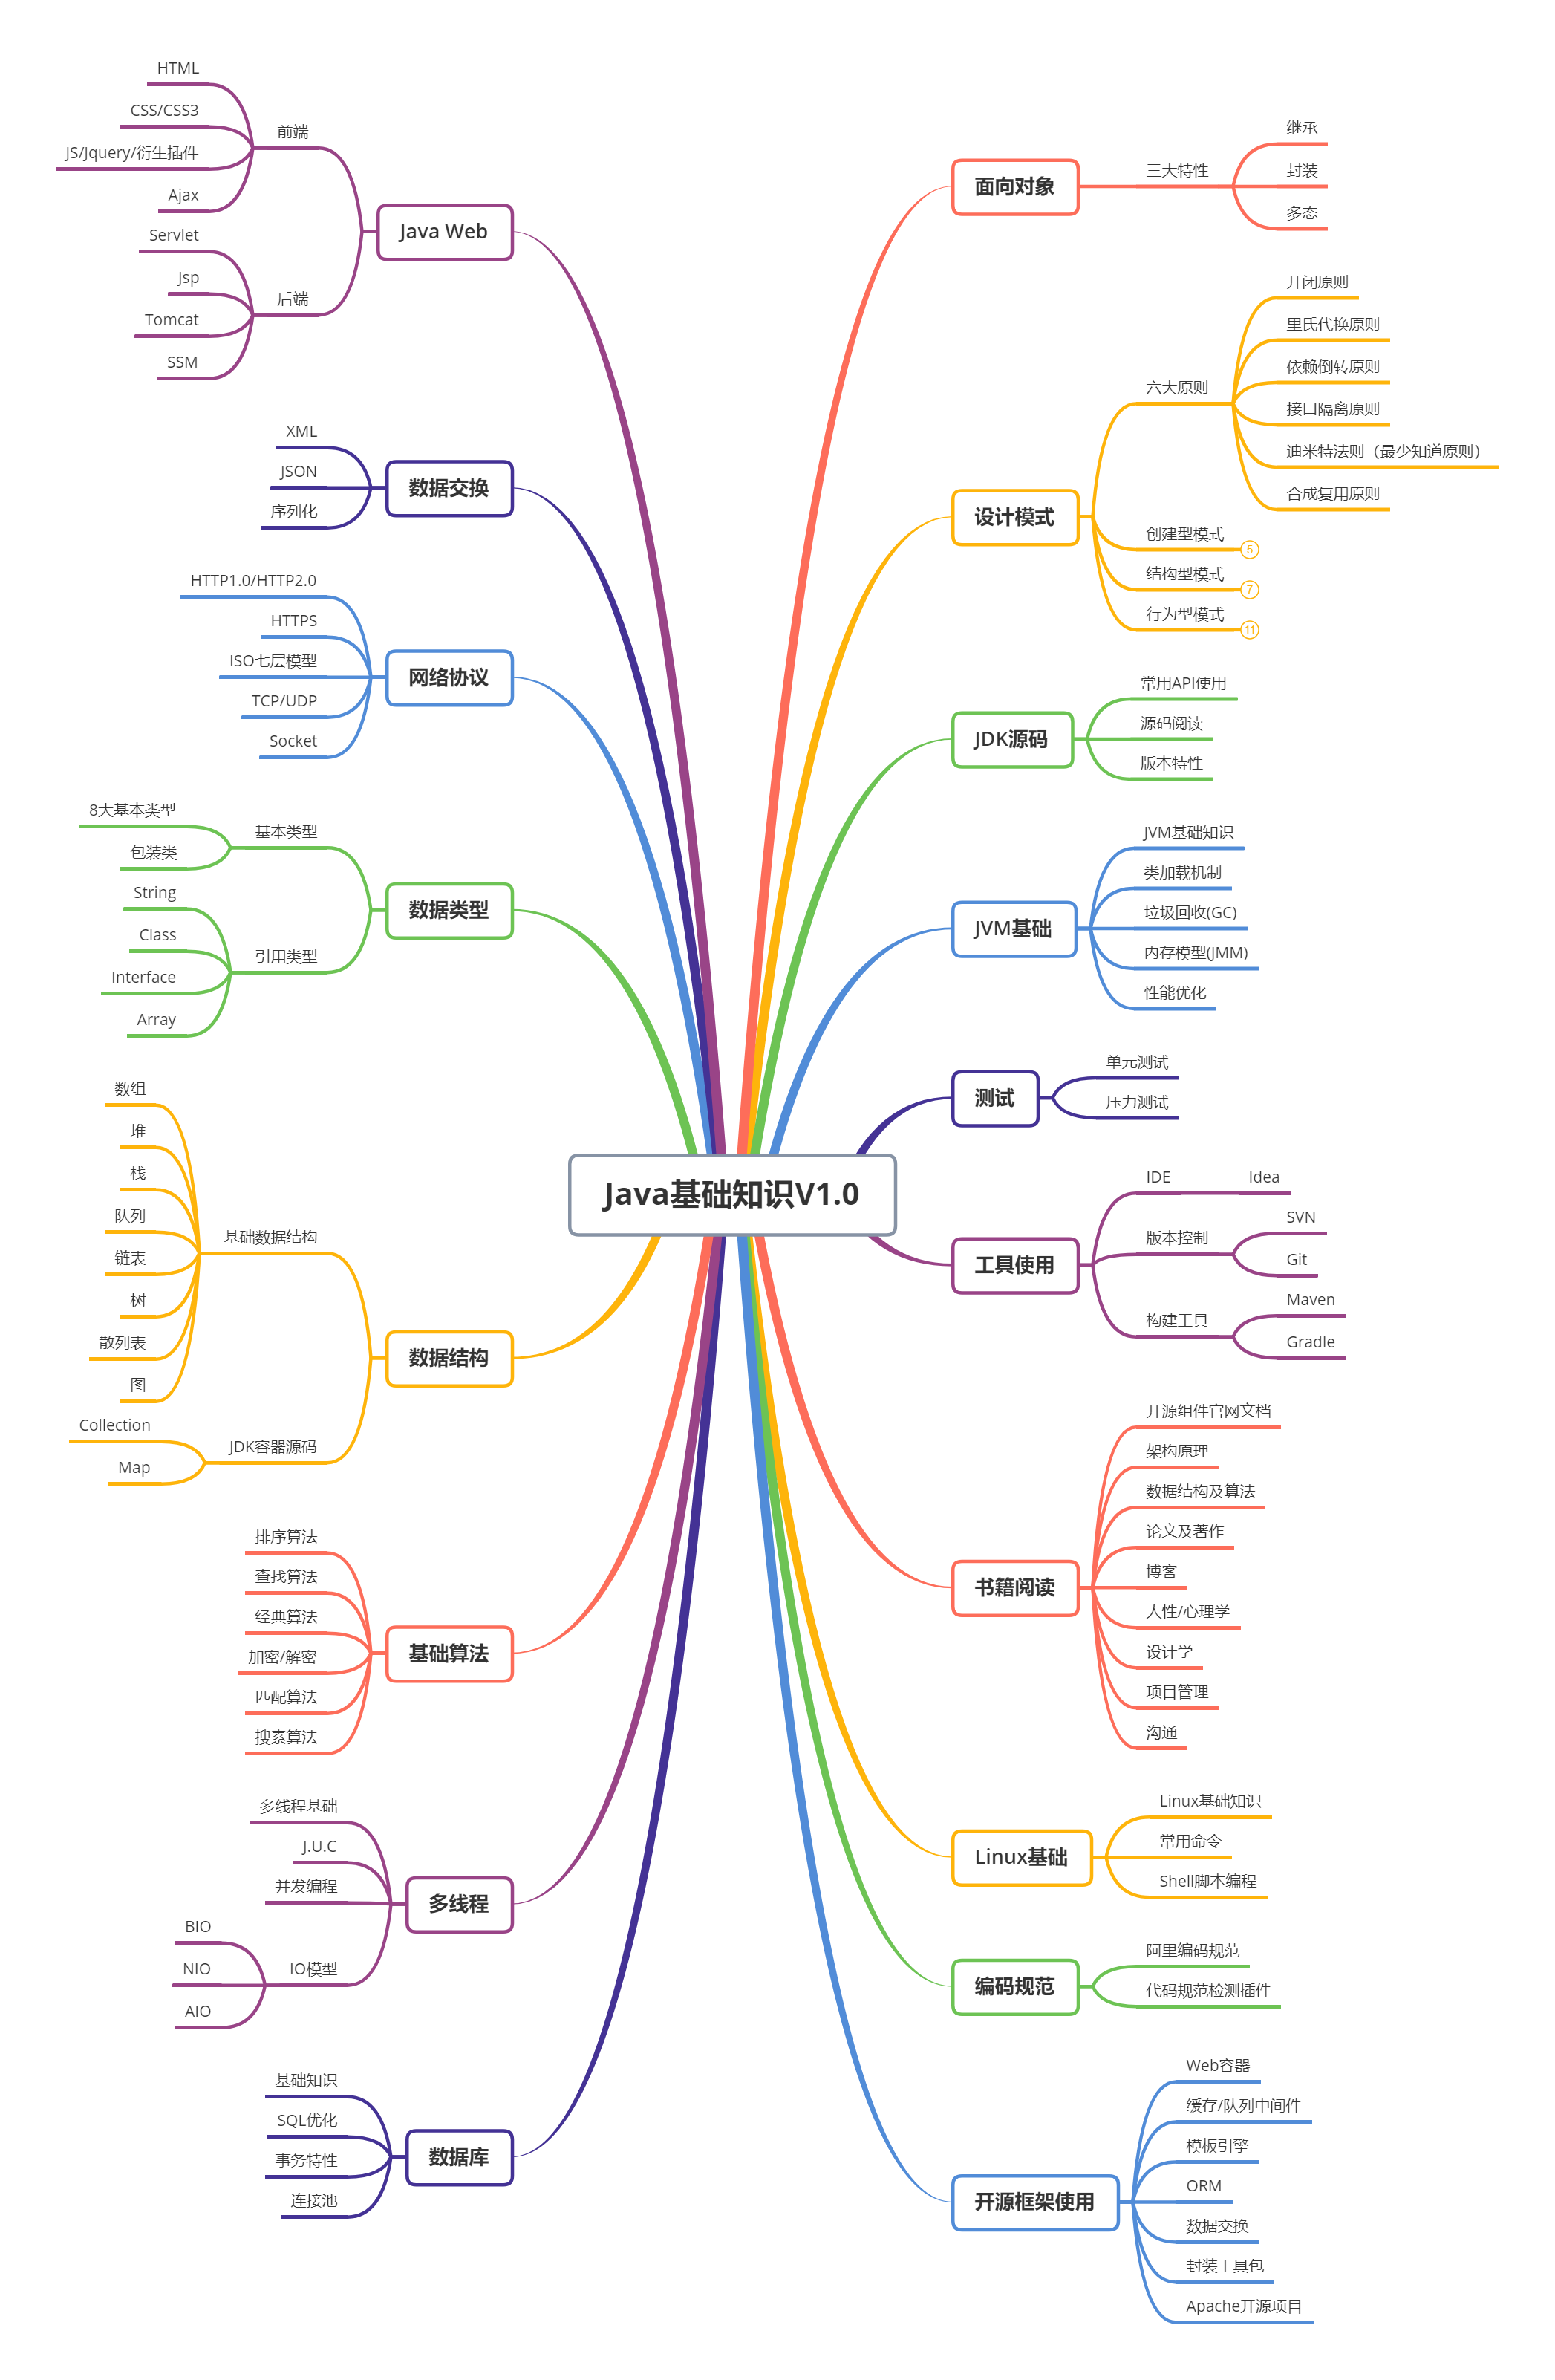 Java基础知识V1.0
面向对象
三大特性
继承
封装
多态
设计模式
六大原则
开闭原则
里氏代换原则
依赖倒转原则
接口隔离原则
迪米特法则（最少知道原则）
合成复用原则
创建型模式
5
结构型模式
7
行为型模式
11
JDK源码
常用API使用
源码阅读
版本特性
JVM基础
JVM基础知识
类加载机制
垃圾回收(GC)
内存模型(JMM)
性能优化
测试
单元测试
压力测试
工具使用
IDE
Idea
版本控制
SVN
Git
构建工具
Maven
Gradle
书籍阅读
开源组件官网文档
架构原理
数据结构及算法
论文及著作
博客
人性/心理学
设计学
项目管理
沟通
Linux基础
Linux基础知识
常用命令
Shell脚本编程
编码规范
阿里编码规范
代码规范检测插件
开源框架使用
Web容器
缓存/队列中间件
模板引擎
ORM
数据交换
封装工具包
Apache开源项目
Java Web
前端
HTML
CSS/CSS3
JS/Jquery/衍生插件
Ajax
后端
Servlet
Jsp
Tomcat
SSM
数据交换
XML
JSON
序列化
网络协议
HTTP1.0/HTTP2.0
HTTPS
ISO七层模型
TCP/UDP
Socket
数据类型
基本类型
8大基本类型
包装类
引用类型
String
Class
Interface
Array
数据结构
基础数据结构
数组
堆
栈
队列
链表
树
散列表
图
JDK容器源码
Collection
Map
基础算法
排序算法
查找算法
经典算法
加密/解密
匹配算法
搜素算法
多线程
多线程基础
J.U.C
并发编程
IO模型
BIO
NIO
AIO
数据库
基础知识
SQL优化
事务特性
连接池